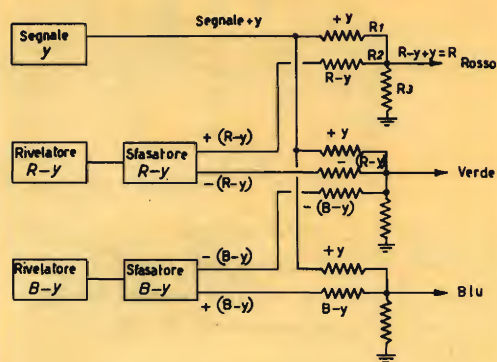 Segnale
y
Segnale +y
+ y
R1
R2
R-y
R3
R-y+y=R
Rosso
Rivelatore
R-y
Sfasatore
R-y
+ (R-y)
-(R-y)
+ y
- (R-y)
- (B-y)
Verde
Rivelatore
B-y
Sfasatore
B-y
- (B-y)
+ (B-y)
+ y
B-y
Blu